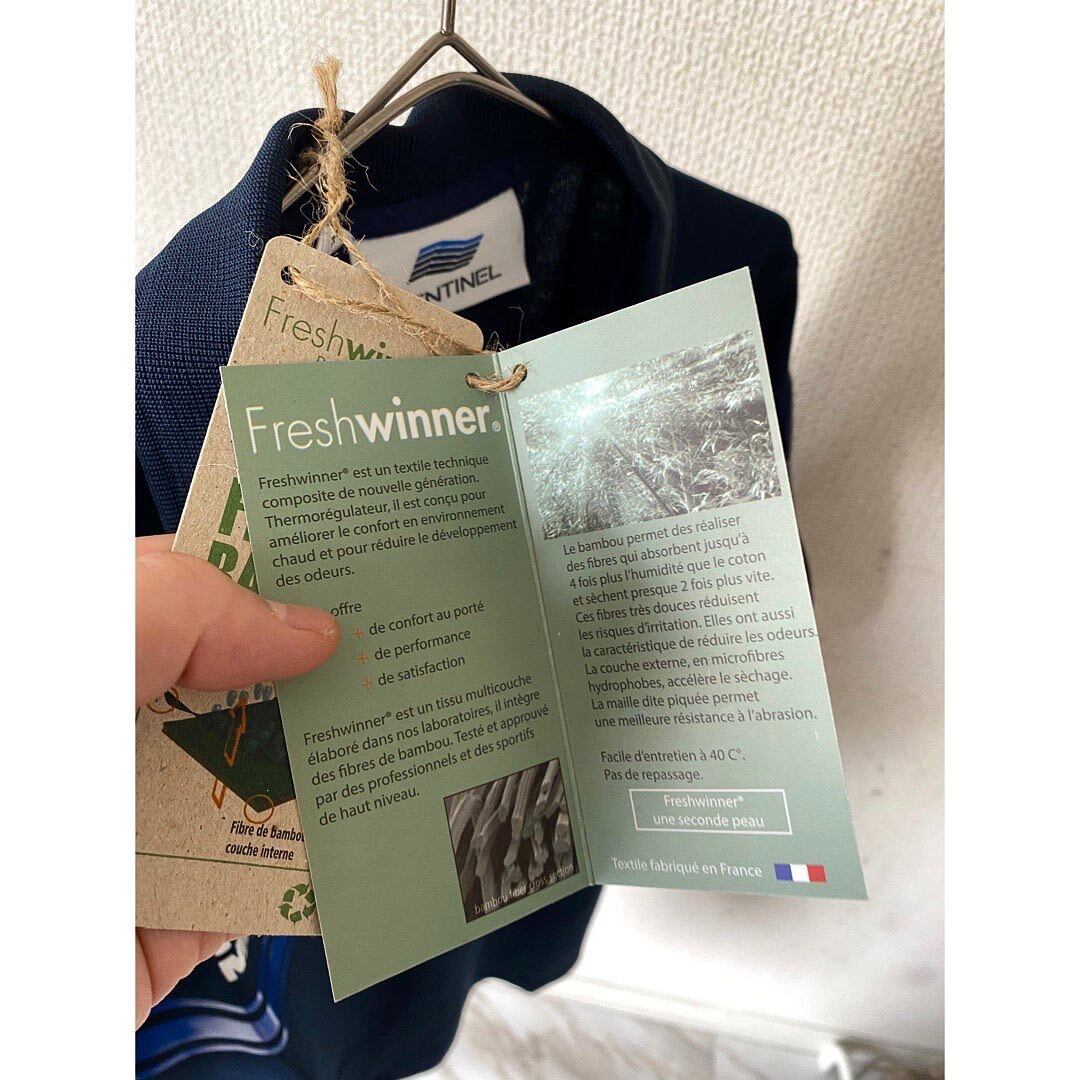 Freshwinner
Freshwinner®
Freshwinner® est un textile technique
composite de nouvelle génération.
Thermorégulateur, il est conçu pour
améliorer le confort en environnement
chaud et pour réduire le développement
des odeurs.
offre
+ de confort au porté
+ de performance
+ de satisfaction
Freshwinner® est un tissu multicouche
élaboré dans nos laboratoires, il intègre
des fibres de bambou. Testé et approuvé
par des professionnels et des sportifs
de haut niveau.
bambou fiber cross section
Le bambou permet des réaliser
des fibres qui absorbent jusqu'à
4 fois plus l'humidité que le coton
et sèchent presque 2 fois plus vite.
Ces fibres très douces réduisent
les risques d'irritation. Elles ont aussi
la caractéristique de réduire les odeurs.
La couche externe, en microfibres
hydrophobes, accélère le sèchage.
La maille dite piquée permet
une meilleure résistance à l'abrasion.
Facile d'entretien à 40 C°.
Pas de repassage.
Freshwinner®
une seconde peau
Textile fabriqué en France
Fibre de bambou
couche interne